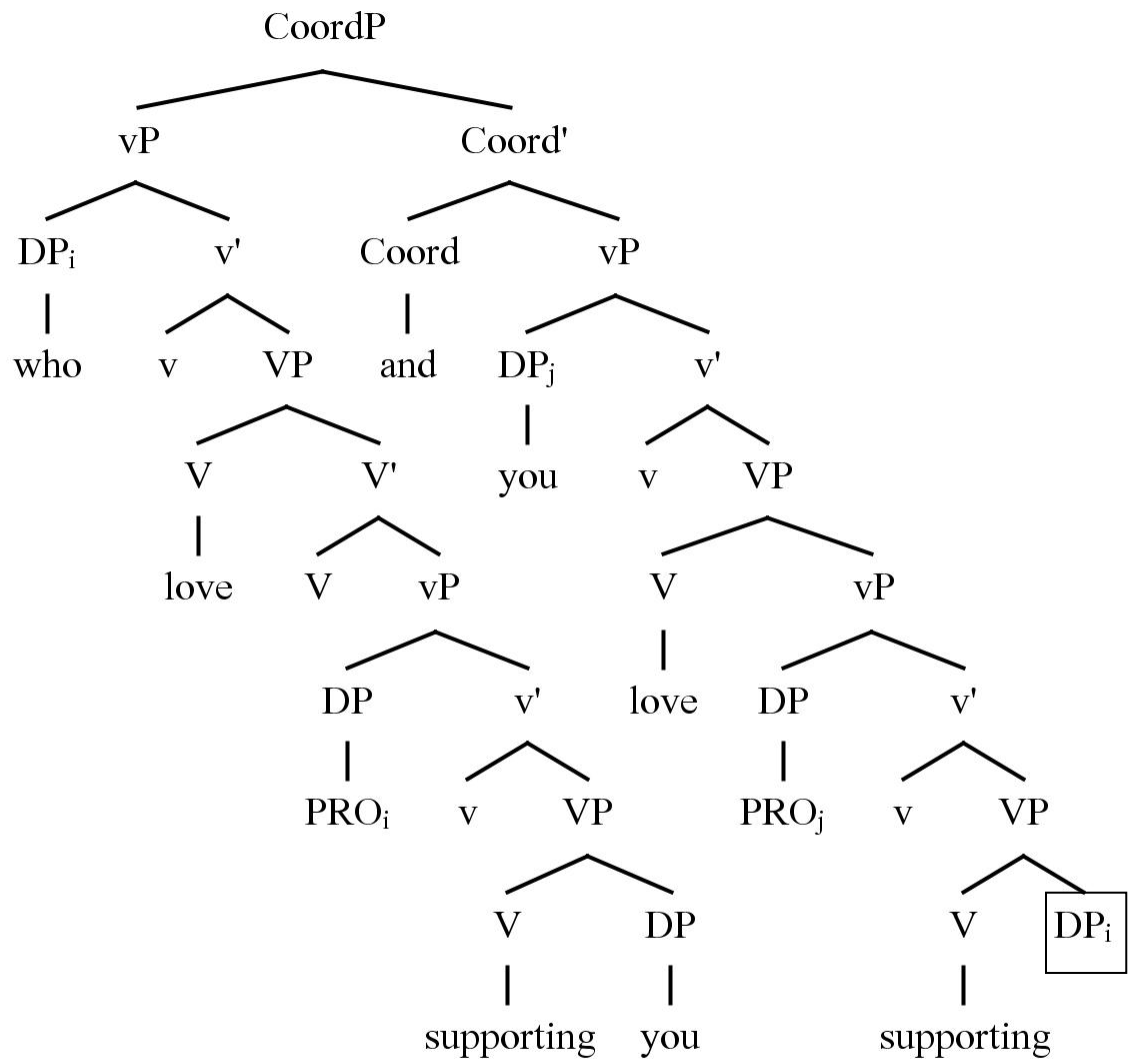 CoordP
vP Coord'
DPi v' Coord vP
who v VP and DPj v'
V V' you v VP
love V vP V vP
DP v' love DP v'
PROi v VP PROj v VP
V DP V DPi
supporting you supporting